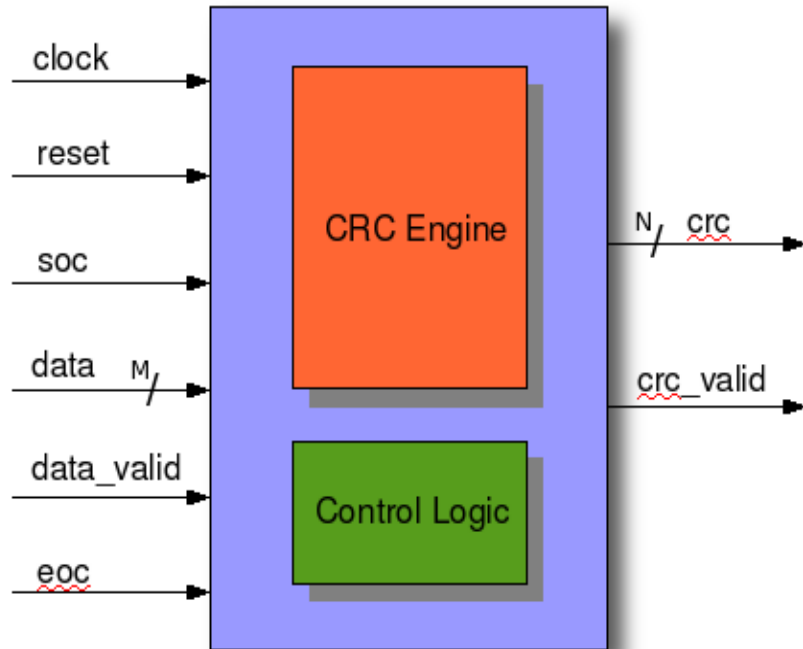 clock
reset
soc
data M
data_valid
eoc
CRC Engine
Control Logic
N crc
crc_valid